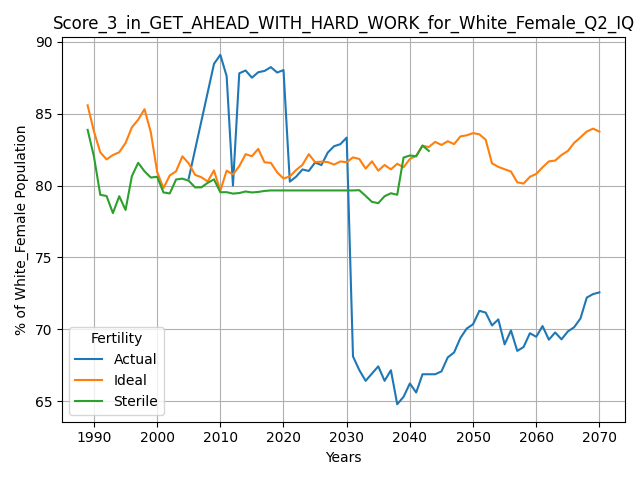 Score_3_in_GET_AHEAD_WITH_HARD_WORK_for_White_Female_Q2_IQ
90
85
80
75
70
65
% of White_Female Population
Fertility
Actual
Ideal
Sterile
1990 2000 2010 2020 2030 2040 2050 2060 2070
Years